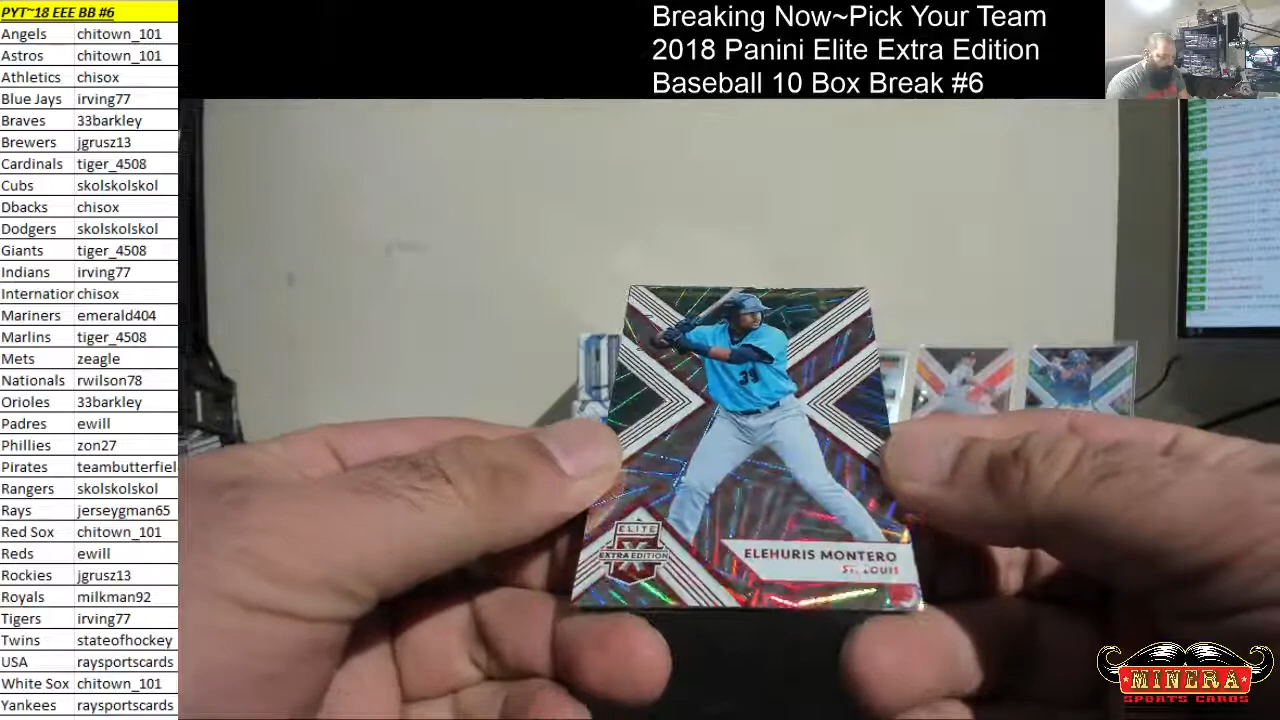 PYT~18 EEE BB #6
Angels chitown_101
Astros chitown_101
Athletics chisox
Blue Jays irving77
Braves 33barkley
Brewers jgrusz13
Cardinals tiger_4508
Cubs skolskolskol
Dbacks chisox
Dodgers skolskolskol
Giants tiger_4508
Indians irving77
Internation chisox
Mariners emerald404
Marlins tiger_4508
Mets zeagle
Nationals rwilson78
Orioles 33barkley
Padres ewill
Phillies zon27
Pirates teambutterfiel
Rangers skolskolskol
Rays jerseygman65
Red Sox chitown_101
Reds ewill
Rockies jgrusz13
Royals milkman92
Tigers irving77
Twins stateofhockey
USA raysportscards
White Sox chitown_101
Yankees raysportscards
Breaking Now~Pick Your Team
2018 Panini Elite Extra Edition
Baseball 10 Box Break #6
39
ELITE
EXTRA EDITION
ELEHURIS MONTERO
ST. LOUIS
MINERA
SPORTS CARDS